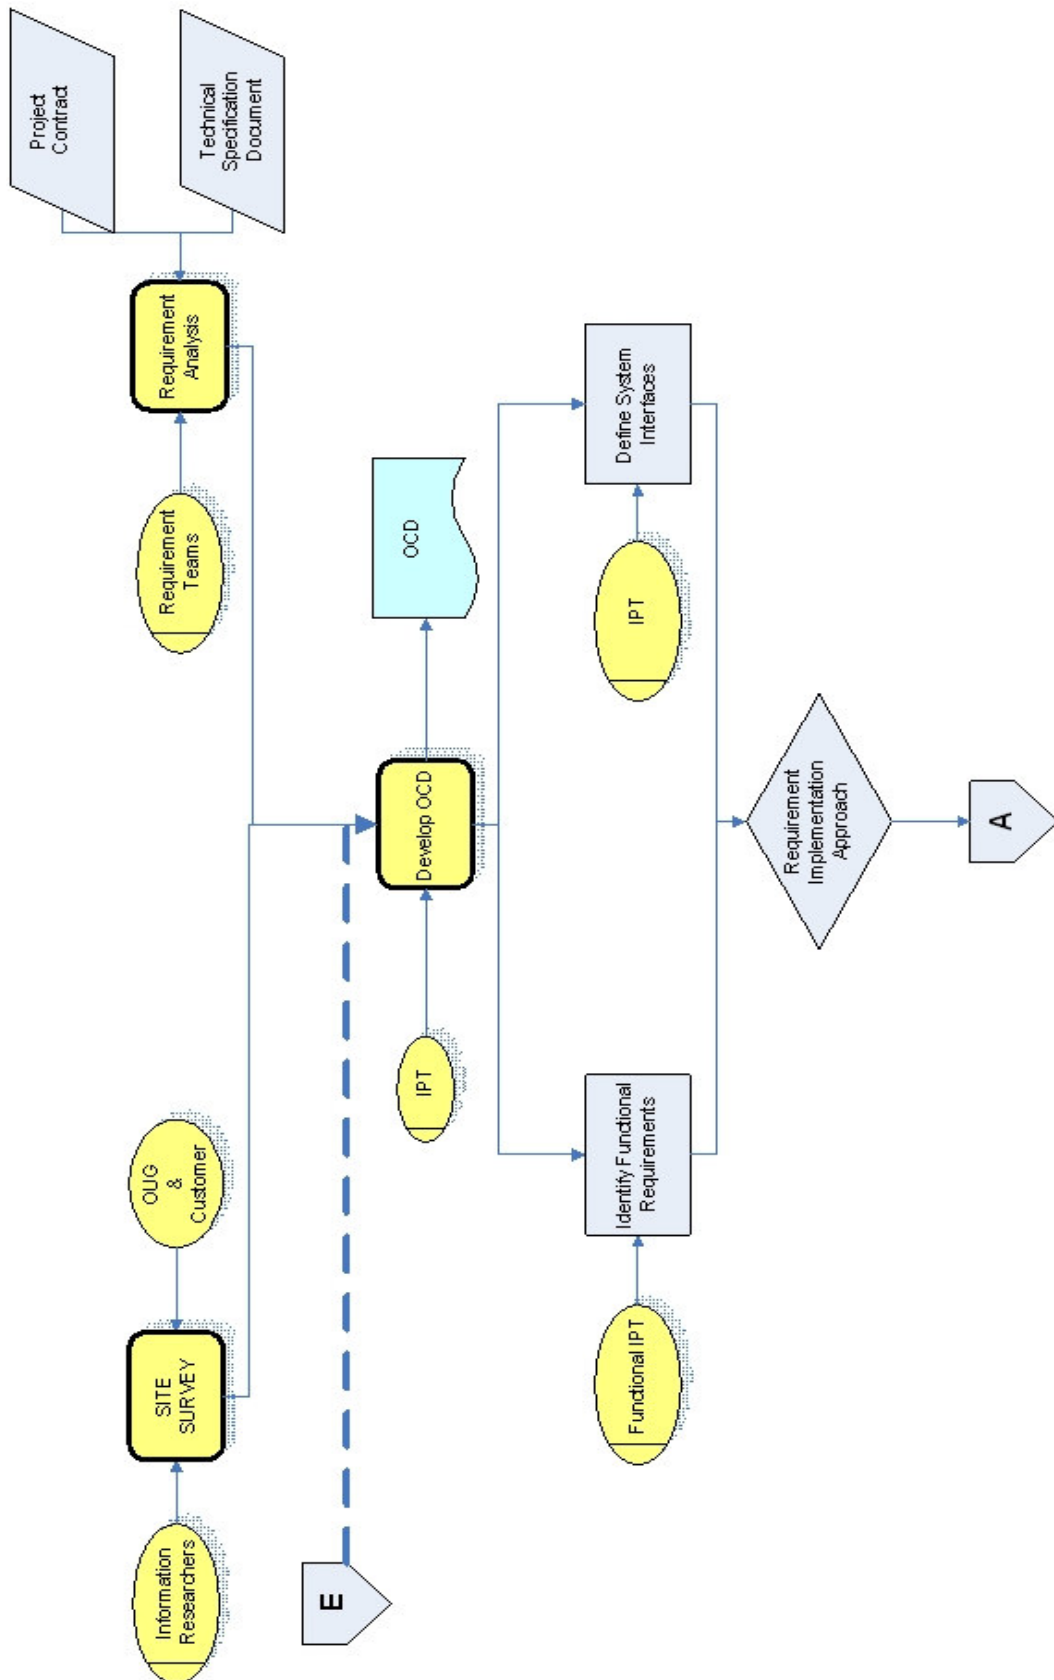 Project
Contract
Information
Researchers
SITE
SURVEY
OUG
&
Customer
Requirement
Teams
Requirement
Analysis
Technical
Specification
Document
E
IPT
Develop OCD
OCD
Functional IPT
Identify Functional
Requirements
IPT
Define System
Interfaces
Requirement
Implementation
Approach
A